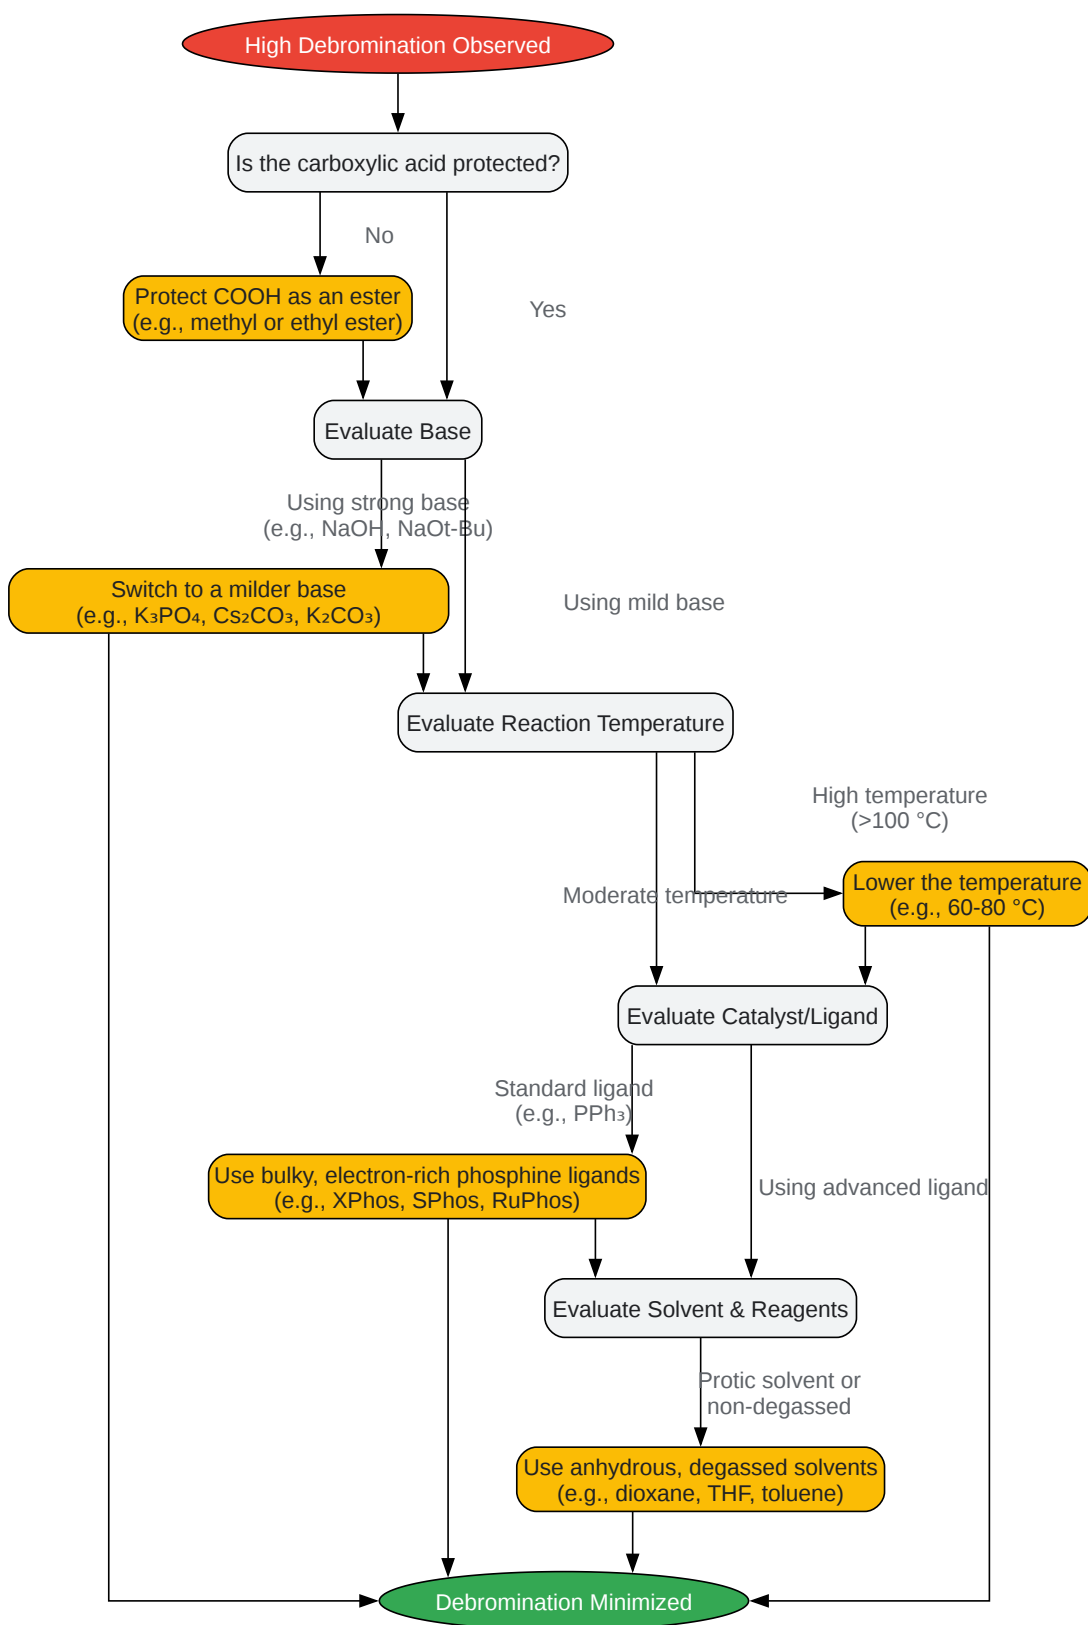 High Debromination Observed
Is the carboxylic acid protected?
No
Protect COOH as an ester
(e.g., methyl or ethyl ester)
Yes
Evaluate Base
Using strong base
(e.g., NaOH, NaOt-Bu)
Switch to a milder base
(e.g., K₃PO₄, Cs₂CO₃, K₂CO₃)
Using mild base
Evaluate Reaction Temperature
High temperature
(>100 °C)
Moderate temperature
Lower the temperature
(e.g., 60-80 °C)
Evaluate Catalyst/Ligand
Standard ligand
(e.g., PPh₃)
Use bulky, electron-rich phosphine ligands
(e.g., XPhos, SPhos, RuPhos)
Using advanced ligand
Evaluate Solvent & Reagents
Protic solvent or
non-degassed
Use anhydrous, degassed solvents
(e.g., dioxane, THF, toluene)
Debromination Minimized